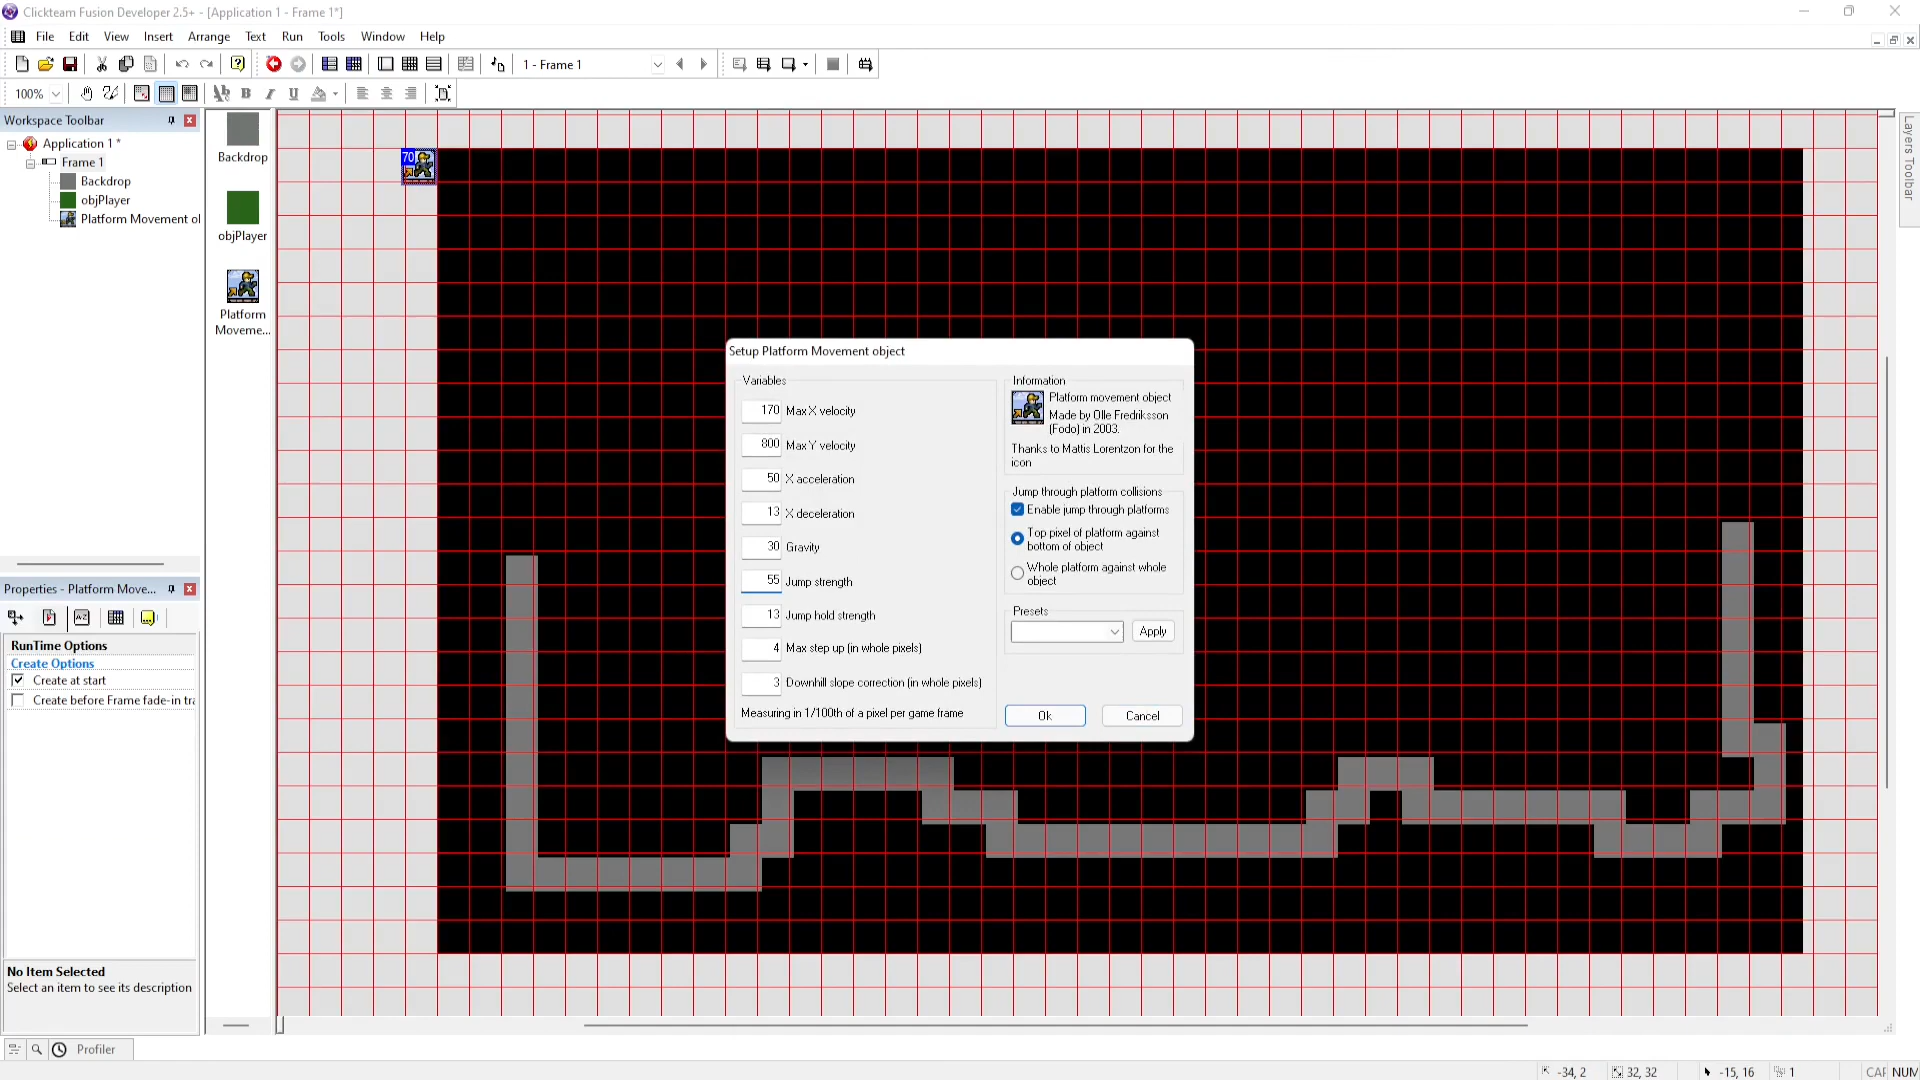 Clickteam Fusion Developer 2.5+ - [Application 1 - Frame 1*]
File Edit View Insert Arrange Text Run Tools Window Help
1 - Frame 1
100%
Workspace Toolbar
Application 1 *
Frame 1
Backdrop
objPlayer
Platform Movement ol
Backdrop
objPlayer
Platform
Moveme...
70
Layers Toolbar
Setup Platform Movement object
Variables
170 Max X velocity
800 Max Y velocity
50 X acceleration
13 X deceleration
30 Gravity
55 Jump strength
13 Jump hold strength
4 Max step up (in whole pixels)
3 Downhill slope correction (in whole pixels)
Measuring in 1/100th of a pixel per game frame
Information
Platform movement object
Made by Olle Fredriksson
(Fodo) in 2003.
Thanks to Mattis Lorentzon for the
icon
Jump through platform collisions
Enable jump through platforms
Top pixel of platform against
bottom of object
Whole platform against whole
object
Presets
Apply
Ok Cancel
Properties - Platform Move...
RunTime Options
Create Options
Create at start
Create before Frame fade-in tra
No Item Selected
Select an item to see its description
Profiler
-34, 2 32, 32 -15, 16 1 CAP NUM